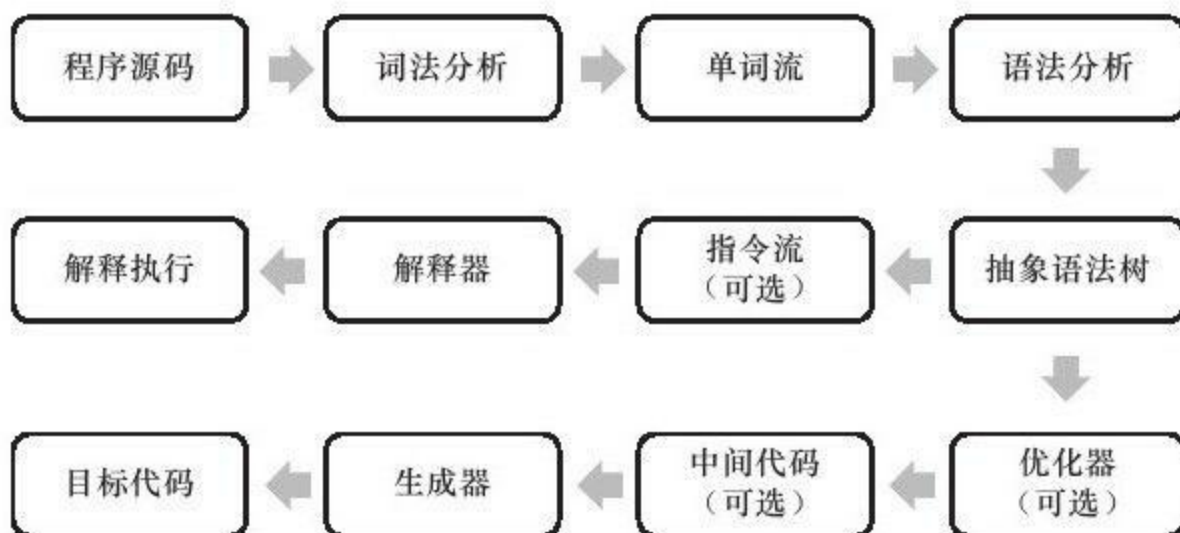 程序源码
词法分析
单词流
语法分析
解释执行
解释器
指令流
（可选）
抽象语法树
目标代码
生成器
中间代码
（可选）
优化器
（可选）